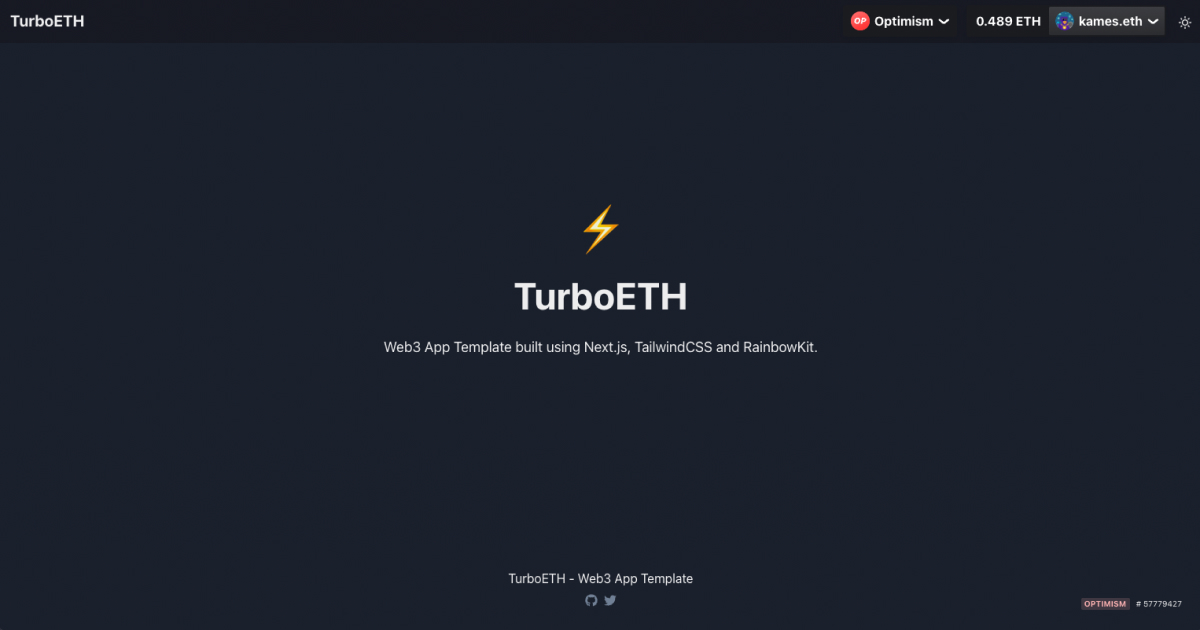 TurboETH
OP Optimism 0.489 ETH kames.eth
TurboETH
Web3 App Template built using Next.js, TailwindCSS and RainbowKit.
TurboETH - Web3 App Template
OPTIMISM # 57779427